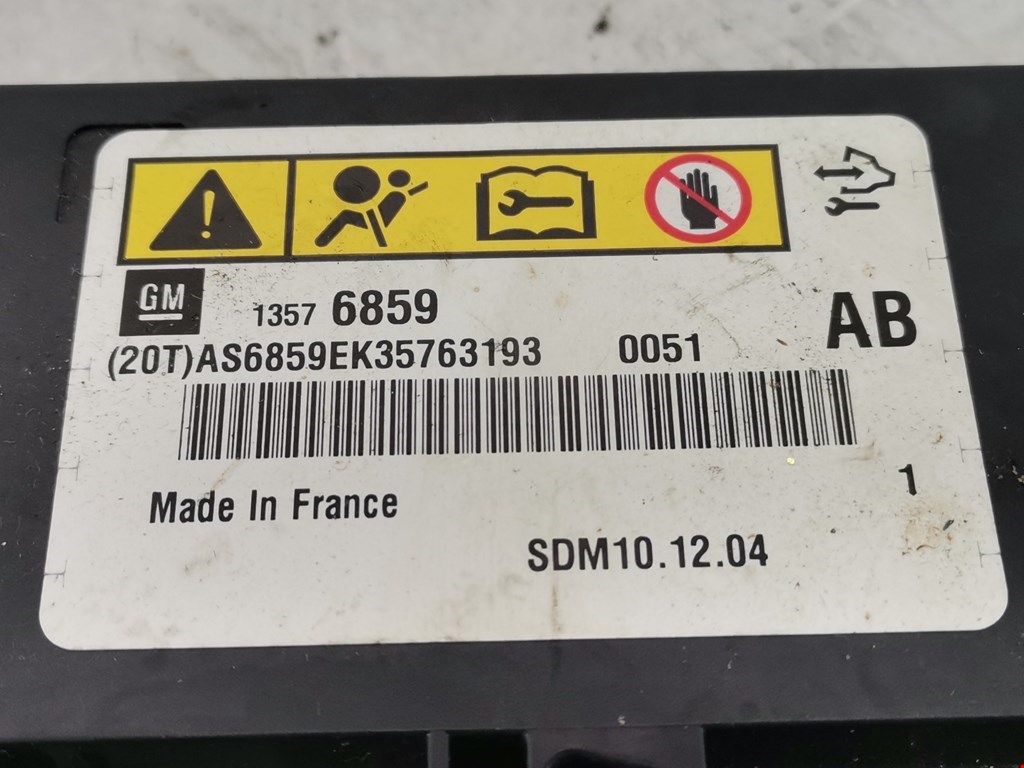 GM 1357 6859 AB
(20T)AS6859EK35763193 0051
1
Made In France
SDM10.12.04